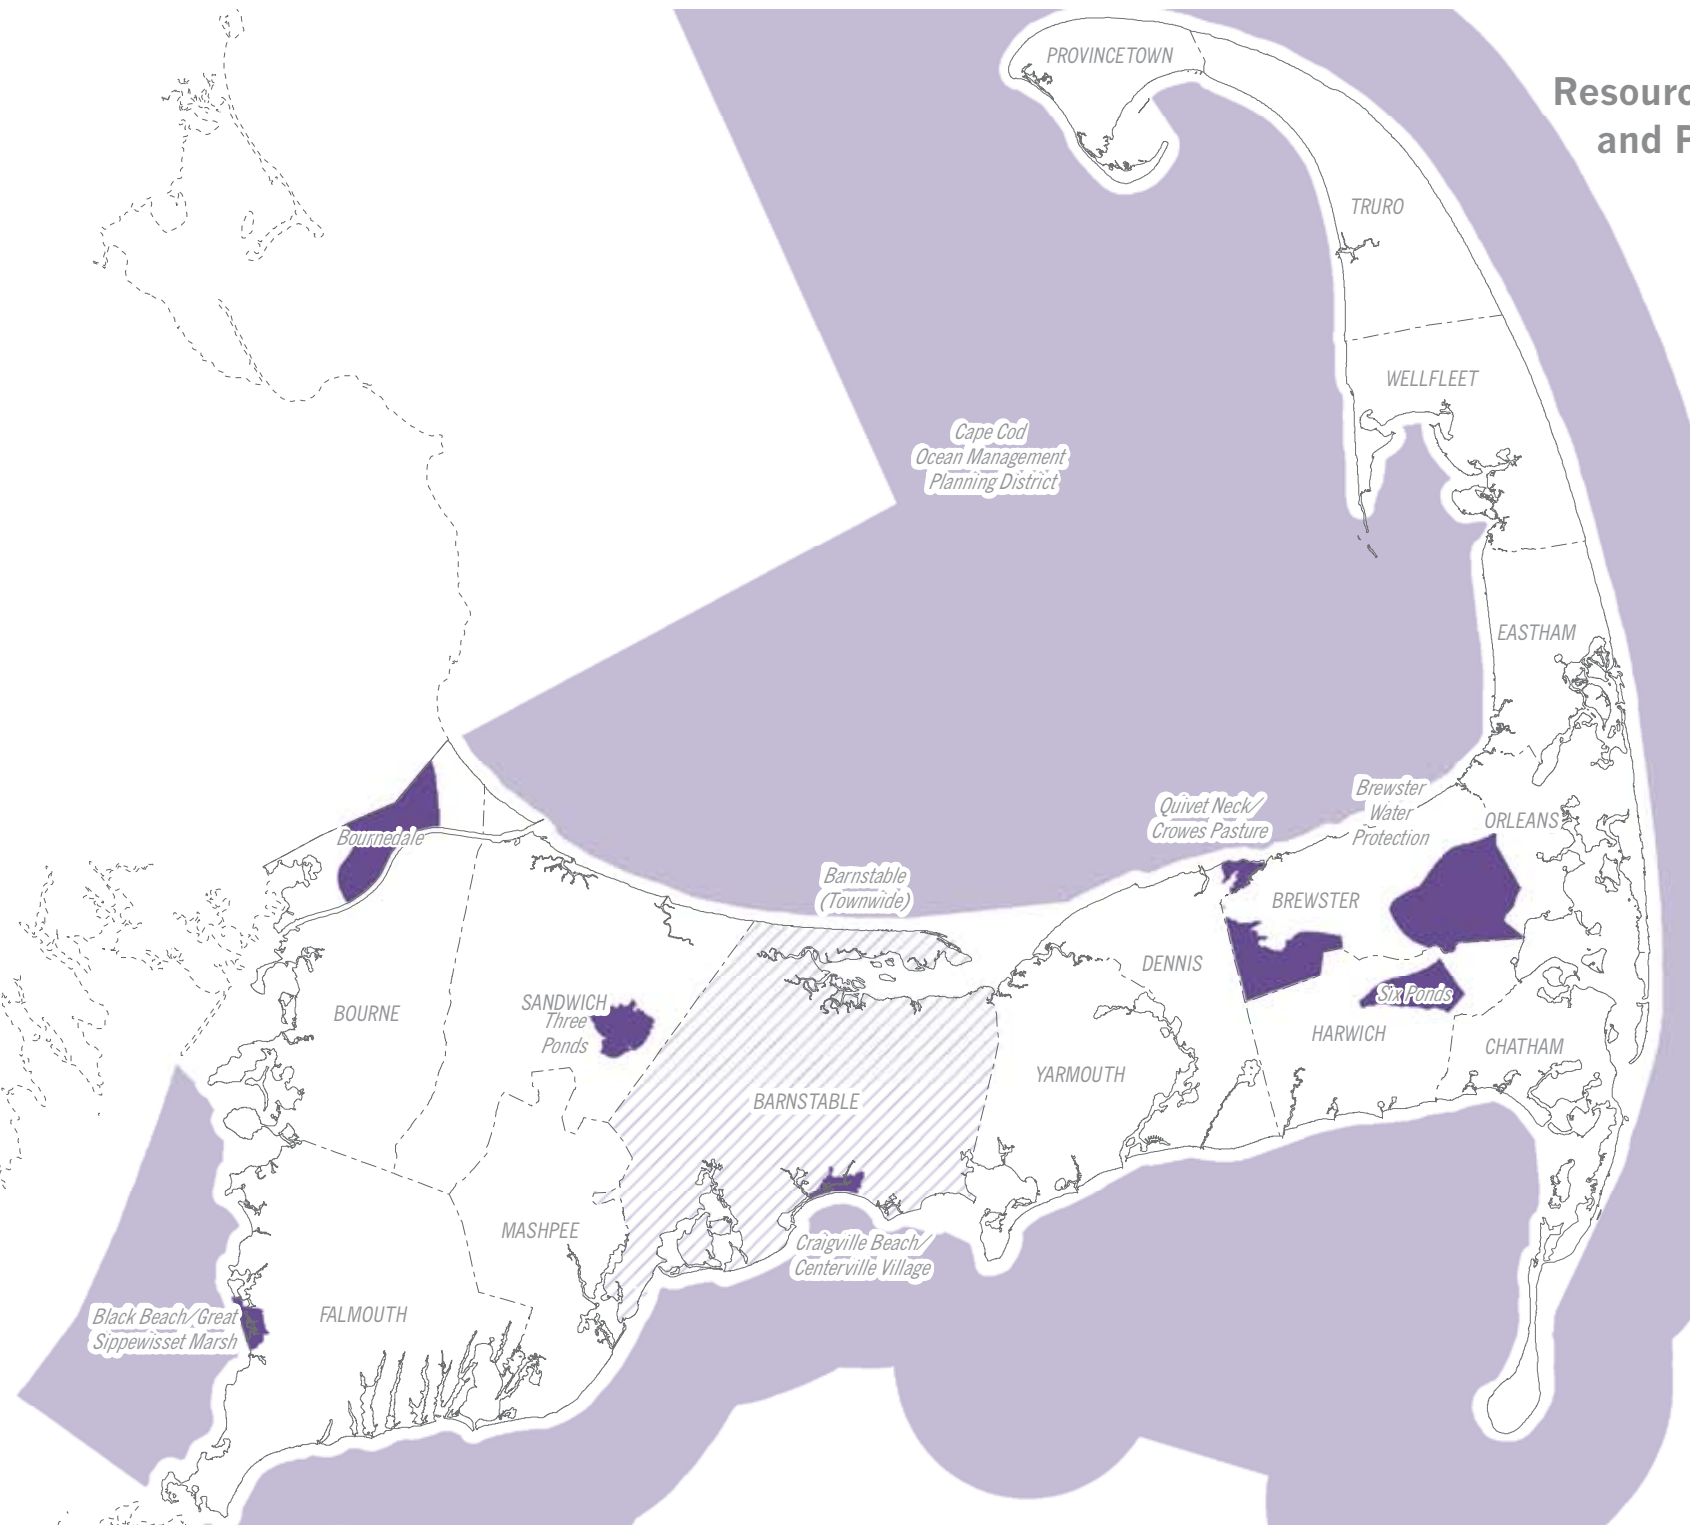 PROVINCETOWN
Resourc
and P
TRURO
WELLFLEET
Cape Cod
Ocean Management
Planning District
EASTHAM
Brewster
Water
Protection
Quivet Neck/
Crowes Pasture
ORLEANS
Bournedale
Barnstable
(Townwide)
BREWSTER
DENNIS
SANDWICH
Three
Ponds
Six Ponds
BOURNE
HARWICH
CHATHAM
YARMOUTH
BARNSTABLE
MASHPEE
Craigville Beach/
Centerville Village
FALMOUTH
Black Beach/Great
Sippewisset Marsh